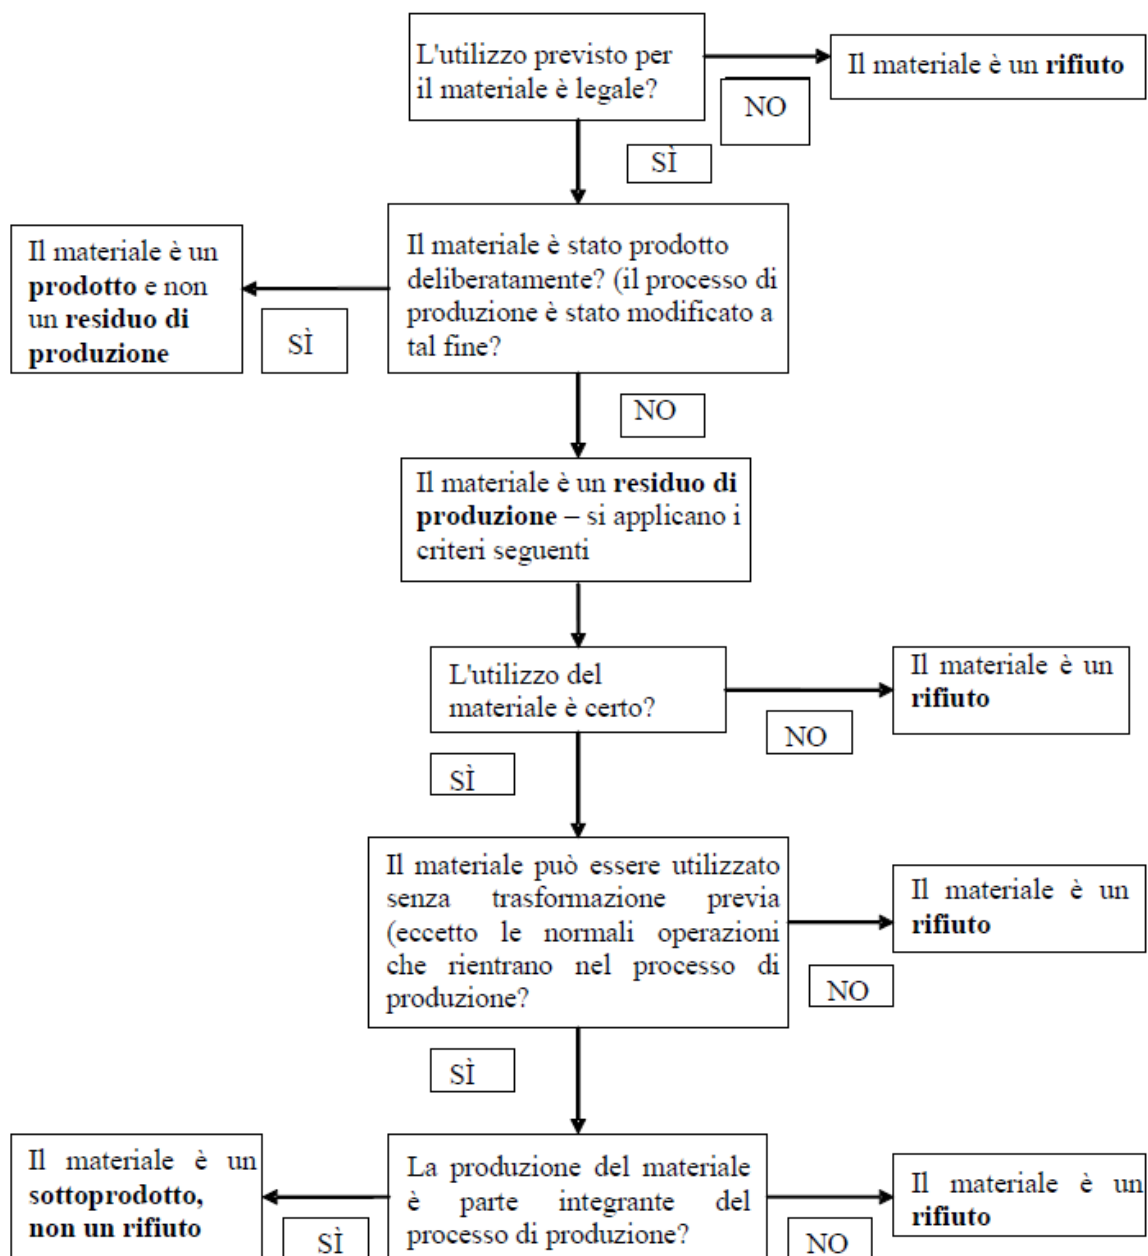 L'utilizzo previsto per
il materiale è legale?
Il materiale è un rifiuto
NO
SÌ
Il materiale è un
prodotto e non
un residuo di
produzione
SÌ
Il materiale è stato prodotto
deliberatamente? (il processo di
produzione è stato modificato a
tal fine?
NO
Il materiale è un residuo di
produzione – si applicano i
criteri seguenti
L'utilizzo del
materiale è certo?
Il materiale è un
rifiuto
NO
SÌ
Il materiale può essere utilizzato
senza trasformazione previa
(eccetto le normali operazioni
che rientrano nel processo di
produzione?
Il materiale è un
rifiuto
NO
SÌ
Il materiale è un
sottoprodotto,
non un rifiuto
SÌ
La produzione del materiale
è parte integrante del
processo di produzione?
NO
Il materiale è un
rifiuto